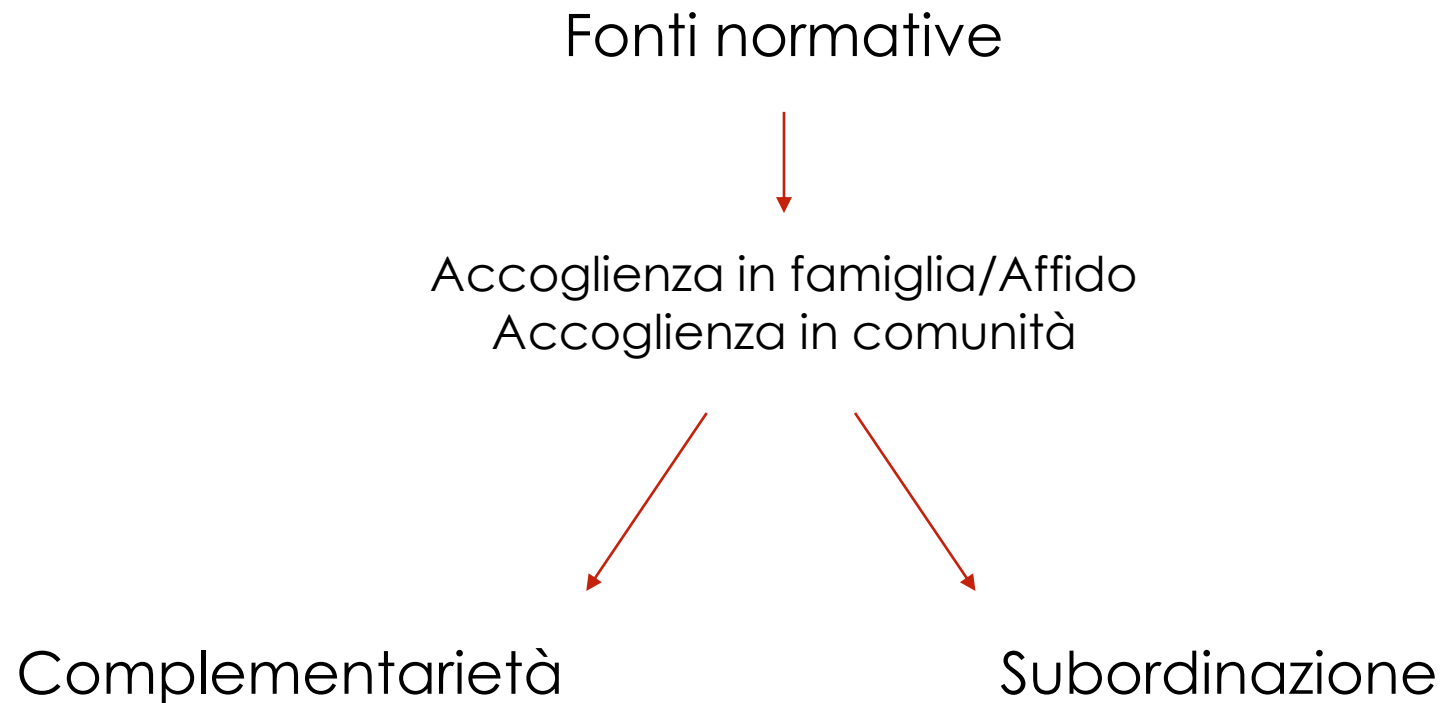 Fonti normative
Accoglienza in famiglia/Affido
Accoglienza in comunità
Complementarietà
Subordinazione